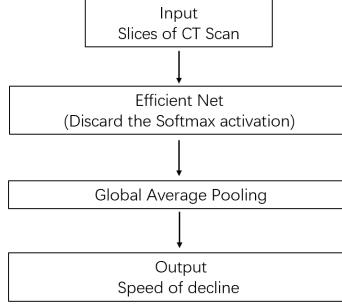 Input
Slices of CT Scan
Efficient Net
(Discard the Softmax activation)
Global Average Pooling
Output
Speed of decline